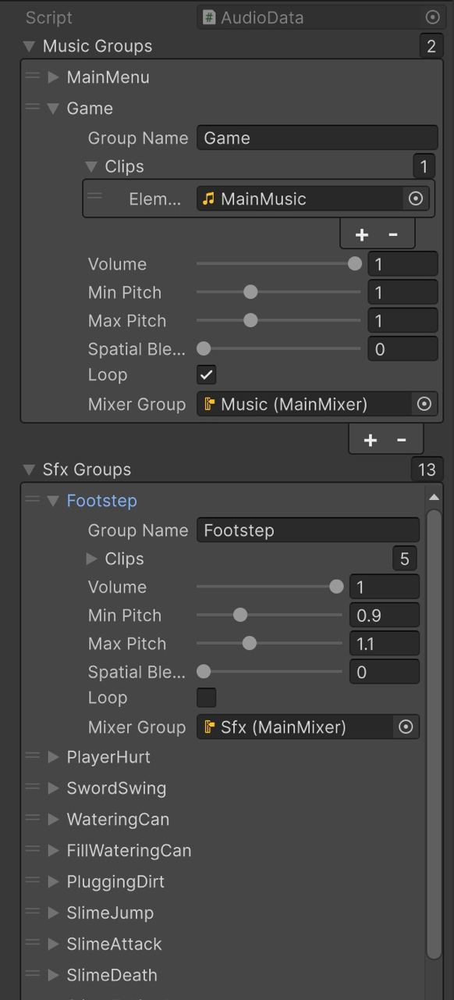 Script AudioData
Music Groups 2
MainMenu
Game
Group Name Game
Clips 1
Elem... MainMusic
+ -
Volume 1
Min Pitch 1
Max Pitch 1
Spatial Ble... 0
Loop
Mixer Group Music (MainMixer)
+ -
Sfx Groups 13
Footstep
Group Name Footstep
Clips 5
Volume 1
Min Pitch 0.9
Max Pitch 1.1
Spatial Ble... 0
Loop
Mixer Group Sfx (MainMixer)
PlayerHurt
SwordSwing
WateringCan
FillWateringCan
PluggingDirt
SlimeJump
SlimeAttack
SlimeDeath